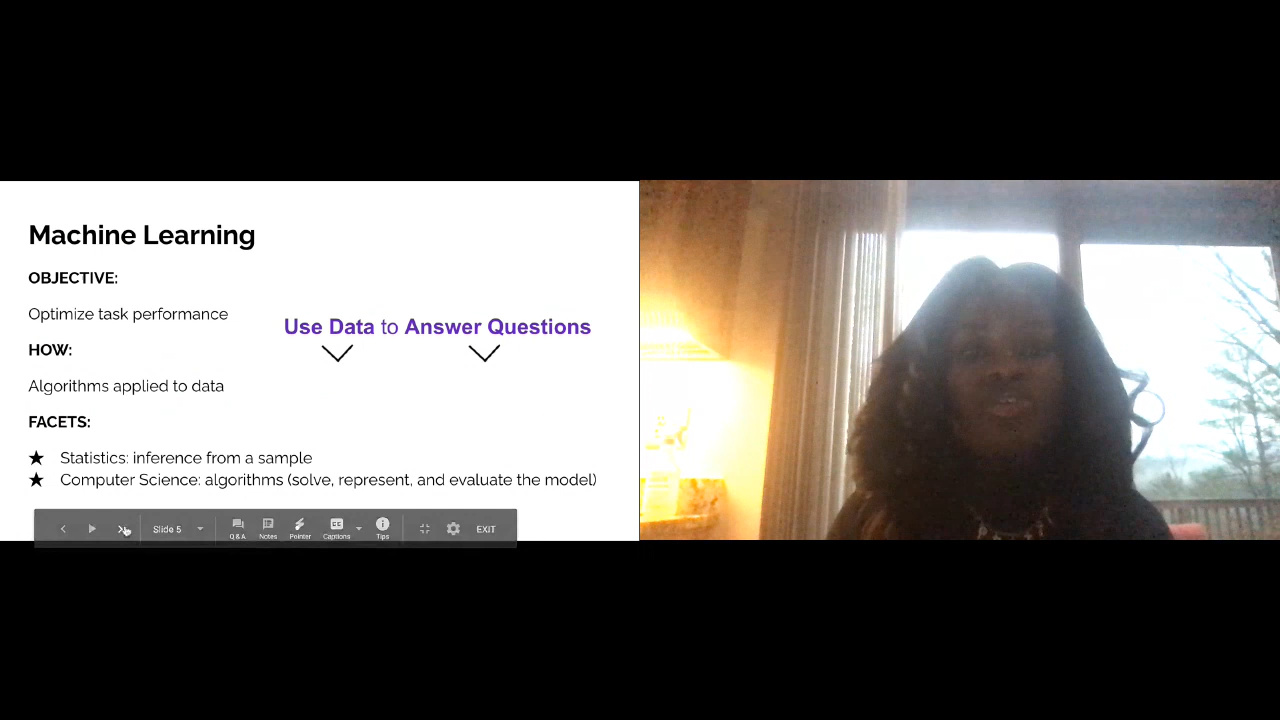 Machine Learning
OBJECTIVE:
Optimize task performance
Use Data to Answer Questions
HOW:
Algorithms applied to data
FACETS:
★ Statistics: inference from a sample
★ Computer Science: algorithms (solve, represent, and evaluate the model)
Slide 5
Q&A Notes Pointer Captions Tips
EXIT